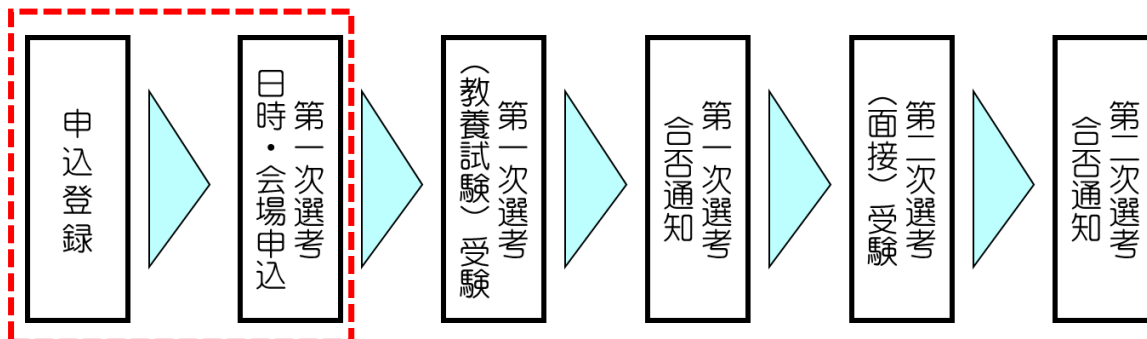 申込登録
第一次選考
日時・会場申込
第一次選考
（教養試験）受験
第一次選考
合否通知
第二次選考
（面接）受験
第二次選考
合否通知